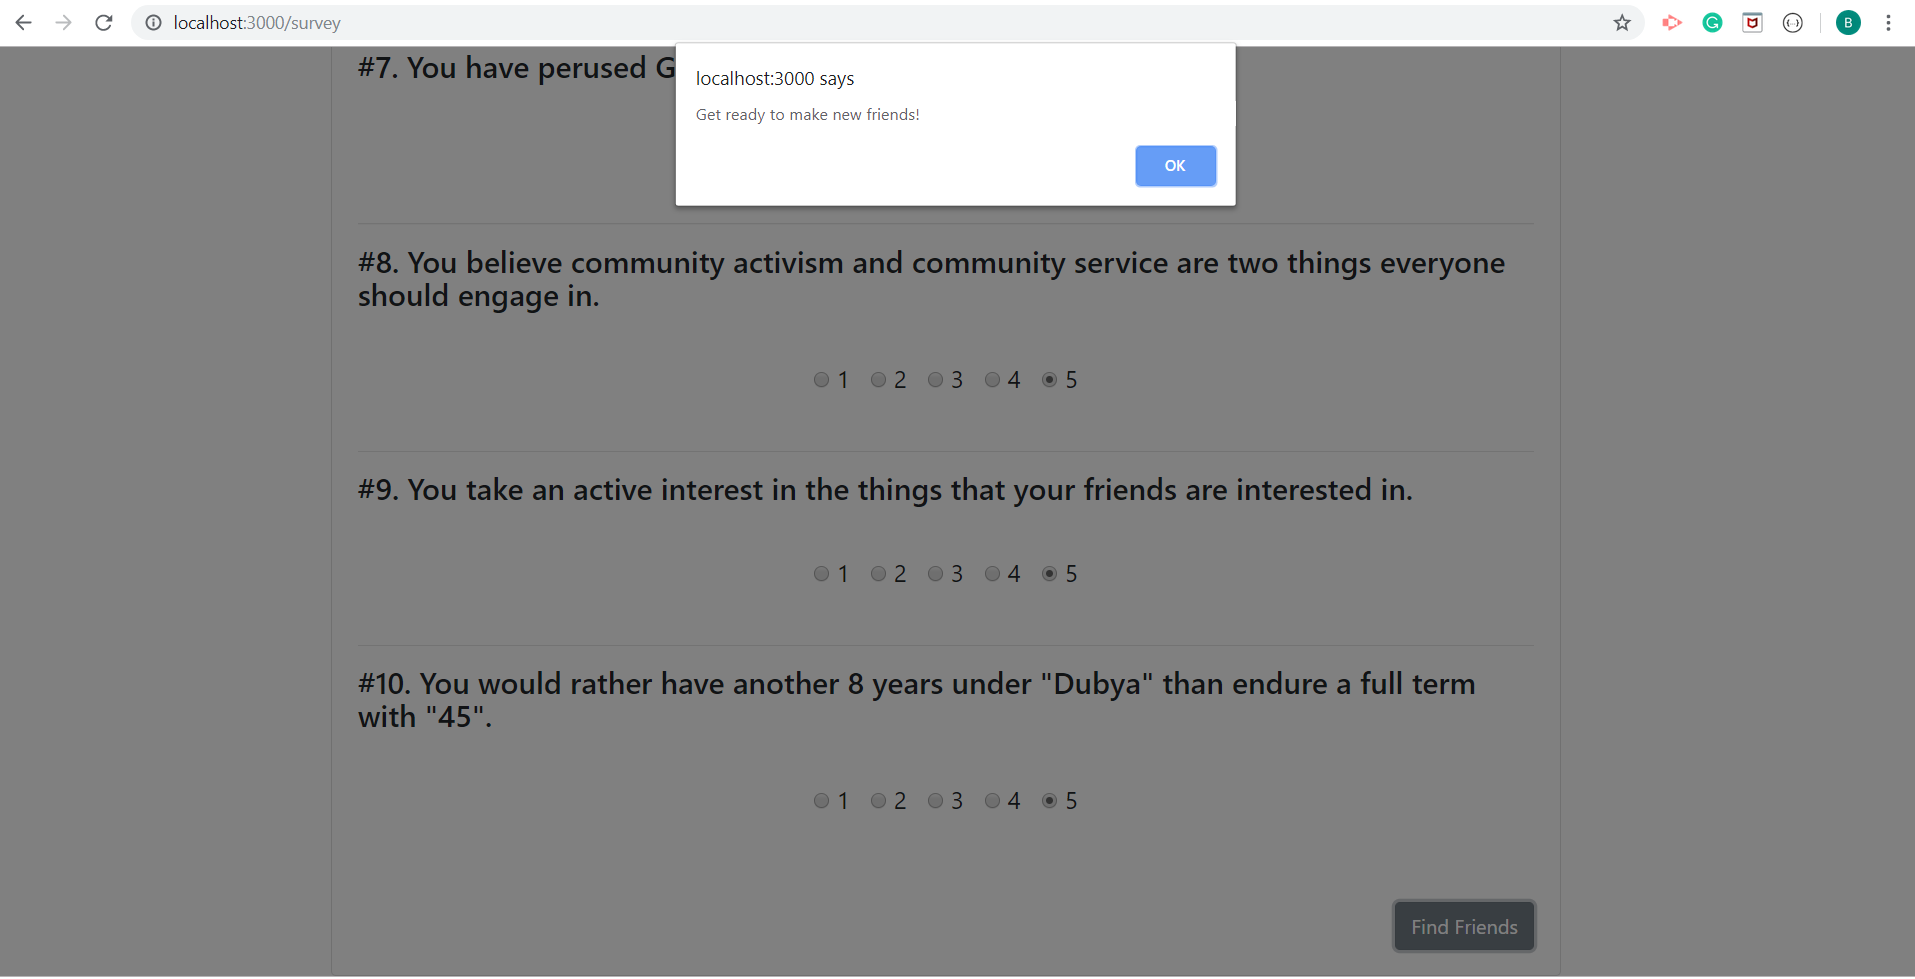 localhost:3000/survey
B
localhost:3000 says
Get ready to make new friends!
OK
#7. You have perused G
#8. You believe community activism and community service are two things everyone
should engage in.
1 2 3 4 5
#9. You take an active interest in the things that your friends are interested in.
1 2 3 4 5
#10. You would rather have another 8 years under "Dubya" than endure a full term
with "45".
1 2 3 4 5
Find Friends